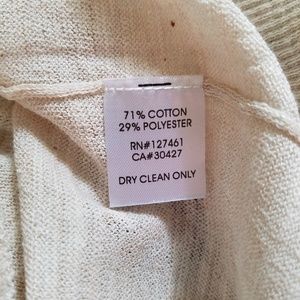 71% COTTON
29% POLYESTER
RN#127461
CA#30427
DRY CLEAN ONLY